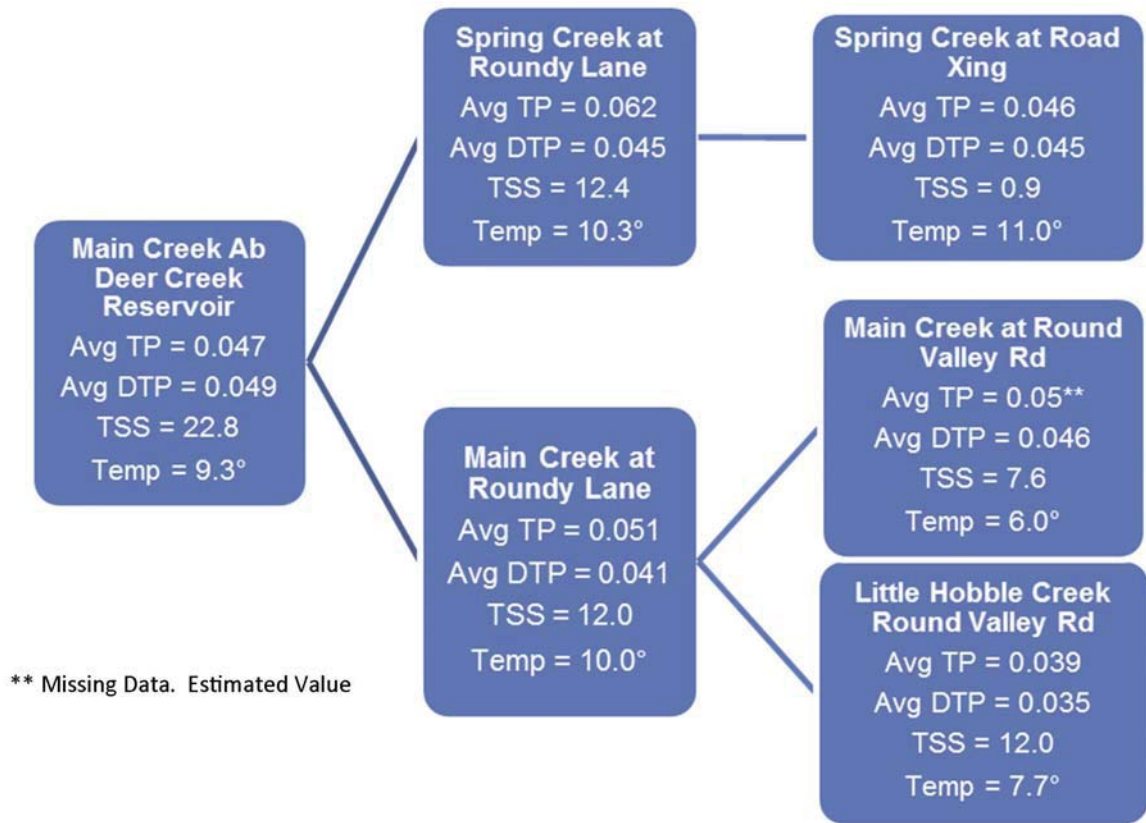 Spring Creek at
Roundy Lane
Avg TP = 0.062
Avg DTP = 0.045
TSS = 12.4
Temp = 10.3°
Spring Creek at Road
Xing
Avg TP = 0.046
Avg DTP = 0.045
TSS = 0.9
Temp = 11.0°
Main Creek Ab
Deer Creek
Reservoir
Avg TP = 0.047
Avg DTP = 0.049
TSS = 22.8
Temp = 9.3°
Main Creek at Round
Valley Rd
Avg TP = 0.05**
Avg DTP = 0.046
TSS = 7.6
Temp = 6.0°
Main Creek at
Roundy Lane
Avg TP = 0.051
Avg DTP = 0.041
TSS = 12.0
Temp = 10.0°
Little Hobble Creek
Round Valley Rd
Avg TP = 0.039
Avg DTP = 0.035
TSS = 12.0
Temp = 7.7°
** Missing Data. Estimated Value